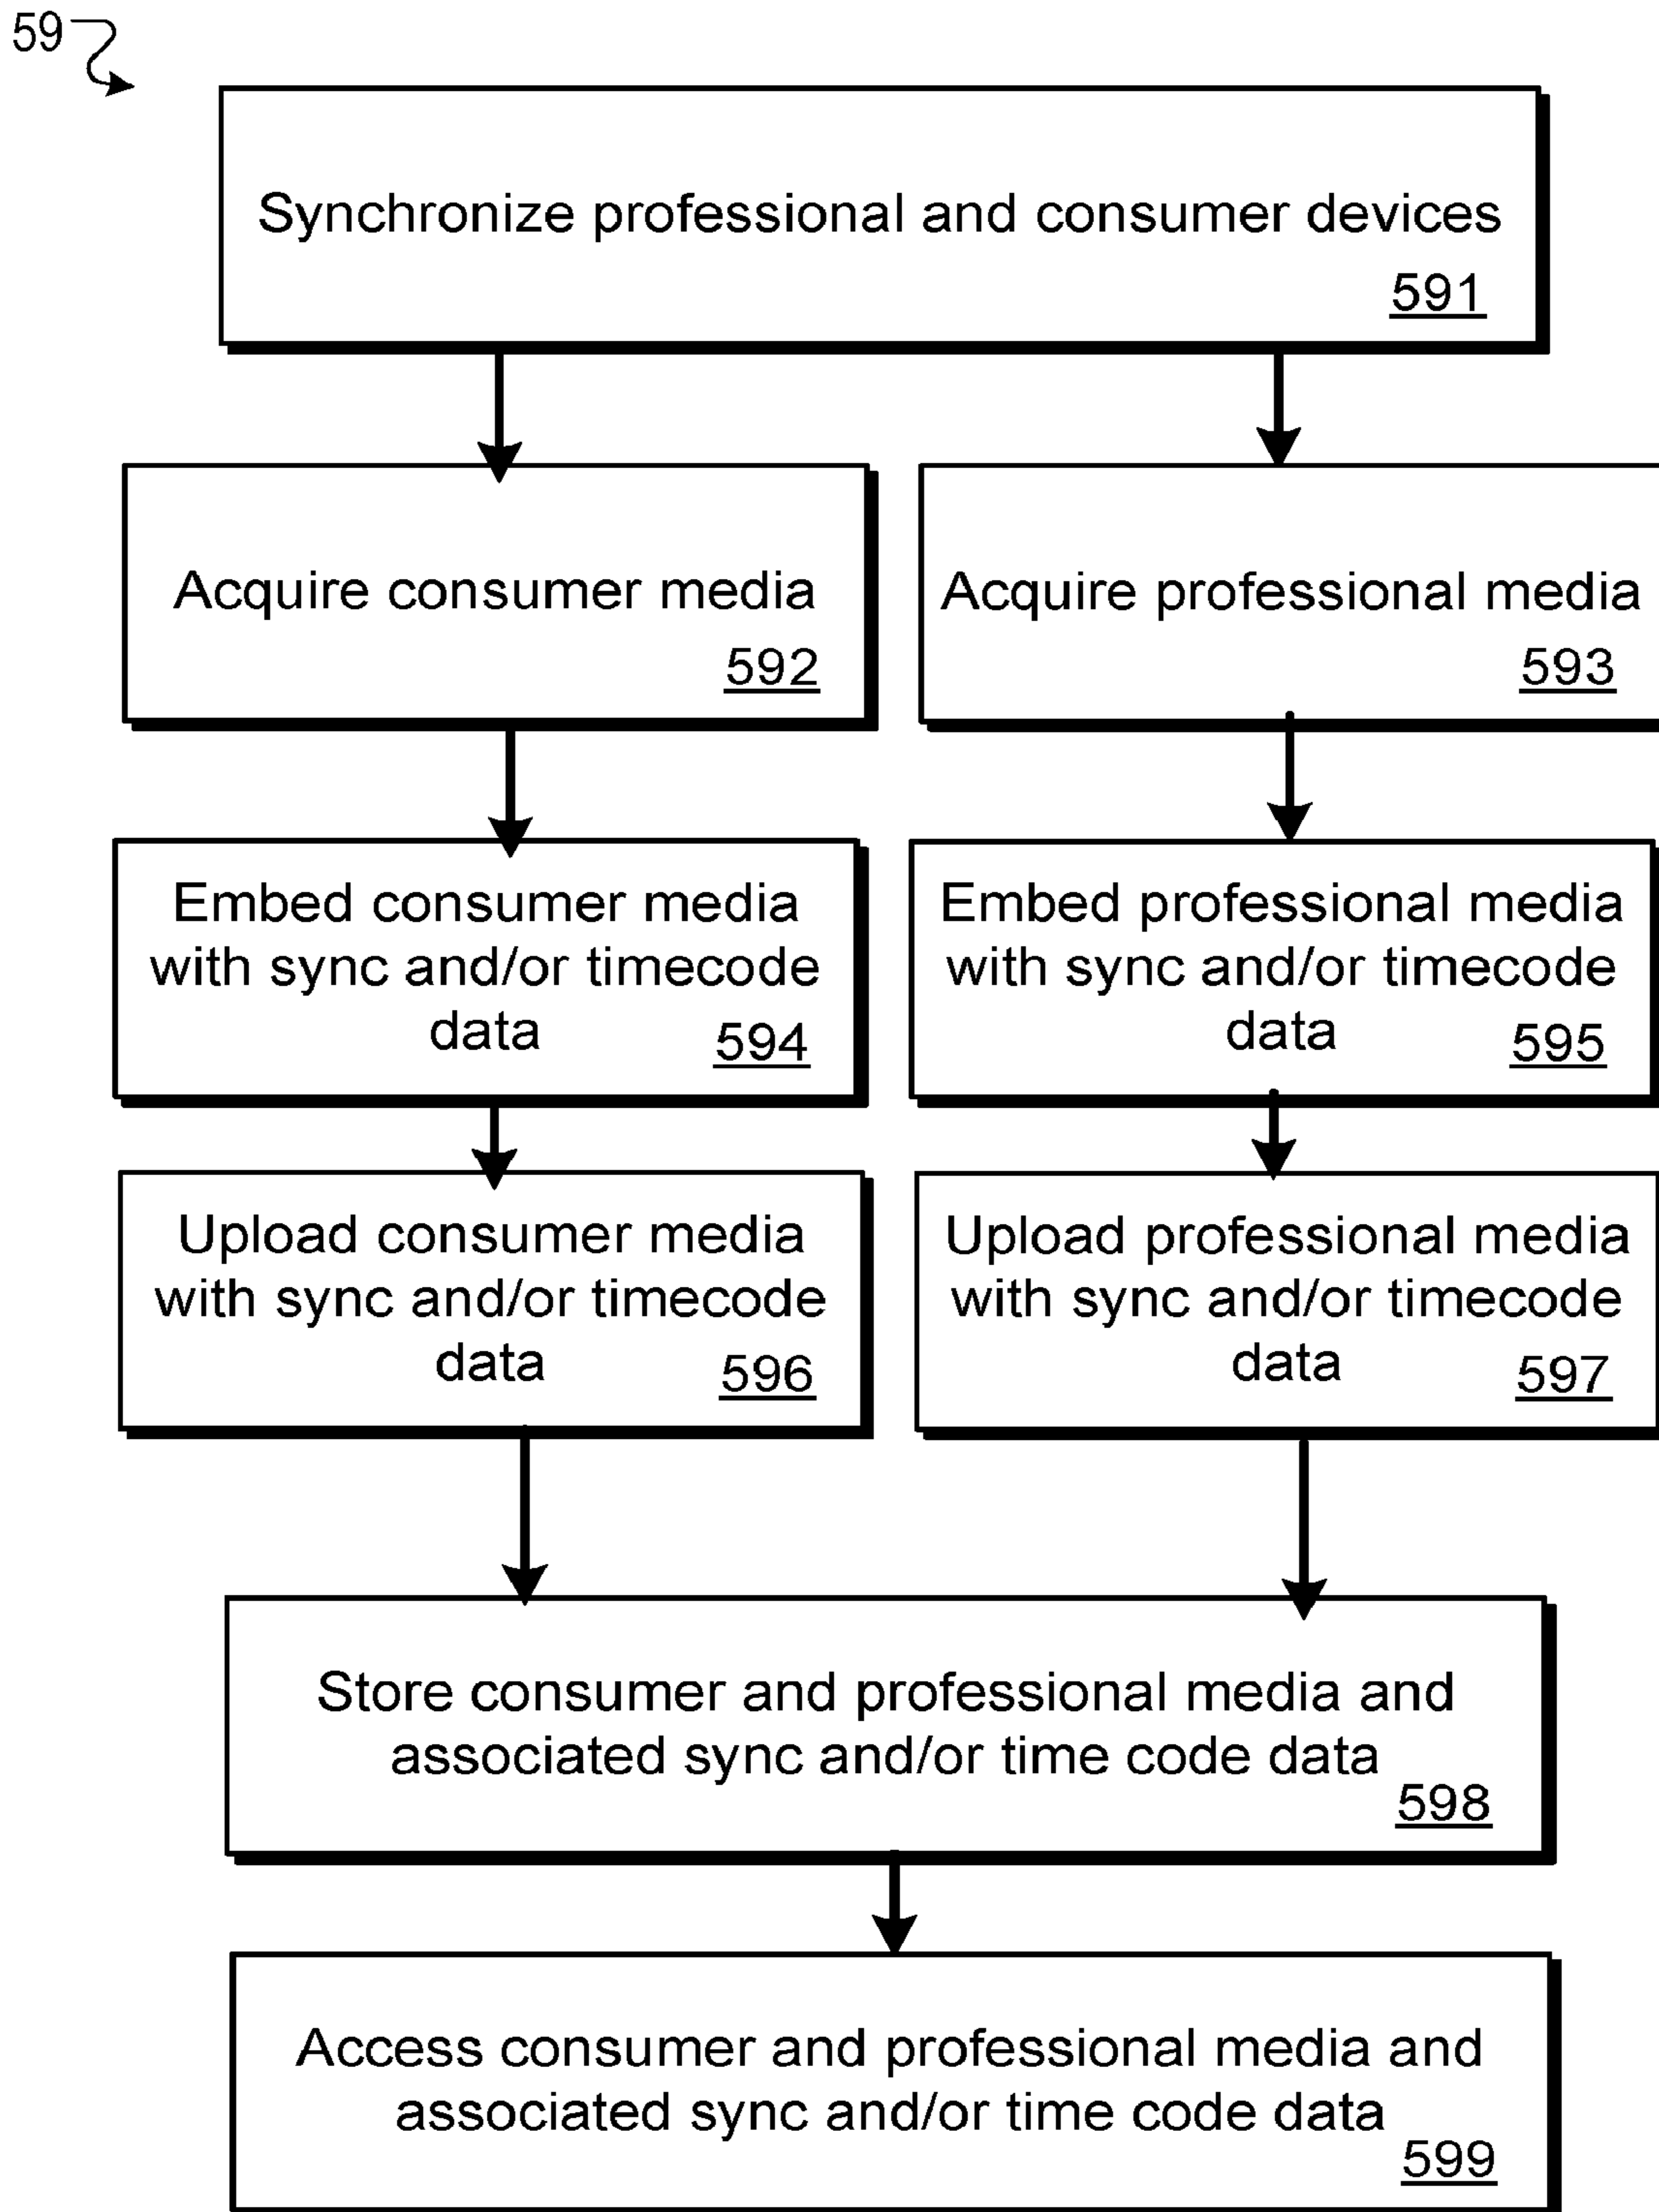 59
Synchronize professional and consumer devices
591
Acquire consumer media
592
Acquire professional media
593
Embed consumer media
with sync and/or timecode
data
594
Embed professional media
with sync and/or timecode
data
595
Upload consumer media
with sync and/or timecode
data
596
Upload professional media
with sync and/or timecode
data
597
Store consumer and professional media and
associated sync and/or time code data
598
Access consumer and professional media and
associated sync and/or time code data
599